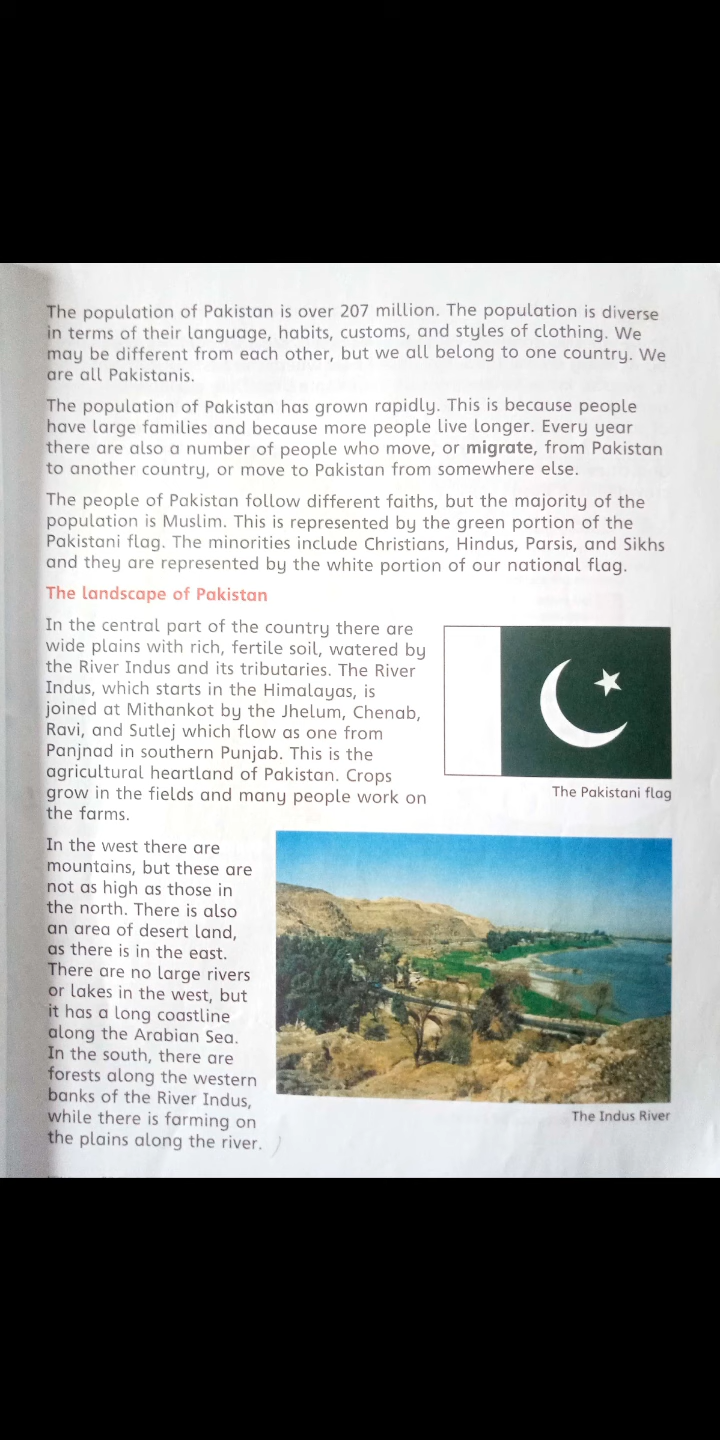 The population of Pakistan is over 207 million. The population is diverse
in terms of their language, habits, customs, and styles of clothing. We
may be different from each other, but we all belong to one country. We
are all Pakistanis.
The population of Pakistan has grown rapidly. This is because people
have large families and because more people live longer. Every year
there are also a number of people who move, or migrate, from Pakistan
to another country, or move to Pakistan from somewhere else.
The people of Pakistan follow different faiths, but the majority of the
population is Muslim. This is represented by the green portion of the
Pakistani flag. The minorities include Christians, Hindus, Parsis, and Sikhs
and they are represented by the white portion of our national flag.
The landscape of Pakistan
In the central part of the country there are
wide plains with rich, fertile soil, watered by
the River Indus and its tributaries. The River
Indus, which starts in the Himalayas, is
joined at Mithankot by the Jhelum, Chenab,
Ravi, and Sutlej which flow as one from
Panjnad in southern Punjab. This is the
agricultural heartland of Pakistan. Crops
grow in the fields and many people work on
the farms.
The Pakistani flag
In the west there are
mountains, but these are
not as high as those in
the north. There is also
an area of desert land,
as there is in the east.
There are no large rivers
or lakes in the west, but
it has a long coastline
along the Arabian Sea.
In the south, there are
forests along the western
banks of the River Indus,
while there is farming on
the plains along the river.
The Indus River